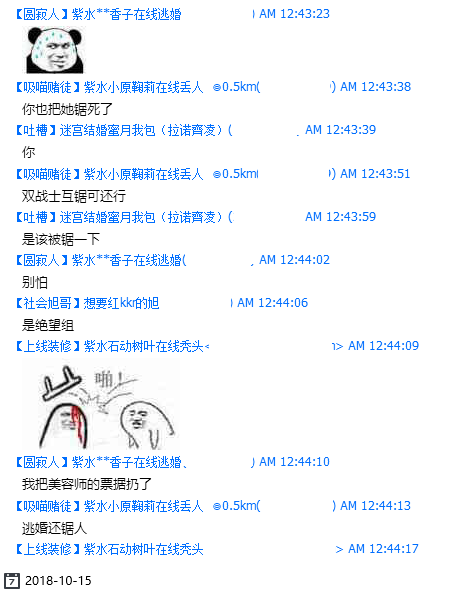 【圆寂人】紫水**香子在线逃婚 ) AM 12:43:23
【吸喵赌徒】紫水小原鞠莉在线丢人 ⊕0.5km( ) AM 12:43:38
你也把她锯死了
【吐槽】迷宫结婚蜜月我包（拉诺齊凌）( AM 12:43:39
你
【吸喵赌徒】紫水小原鞠莉在线丢人 ⊕0.5km( ) AM 12:43:51
双战士互锯可还行
【吐槽】迷宫结婚蜜月我包（拉诺齊凌）( AM 12:43:59
是该被锯一下
【圆寂人】紫水**香子在线逃婚( AM 12:44:02
别怕
【社会旭哥】想要红kkr的旭 ) AM 12:44:06
是绝望组
【上线装修】紫水石动树叶在线秃头< > AM 12:44:09
啪！
【圆寂人】紫水**香子在线逃婚、 ) AM 12:44:10
我把美容师的票据扔了
【吸喵赌徒】紫水小原鞠莉在线丢人 ⊕0.5km( ) AM 12:44:13
逃婚还锯人
【上线装修】紫水石动树叶在线秃头 > AM 12:44:17
7 2018-10-15